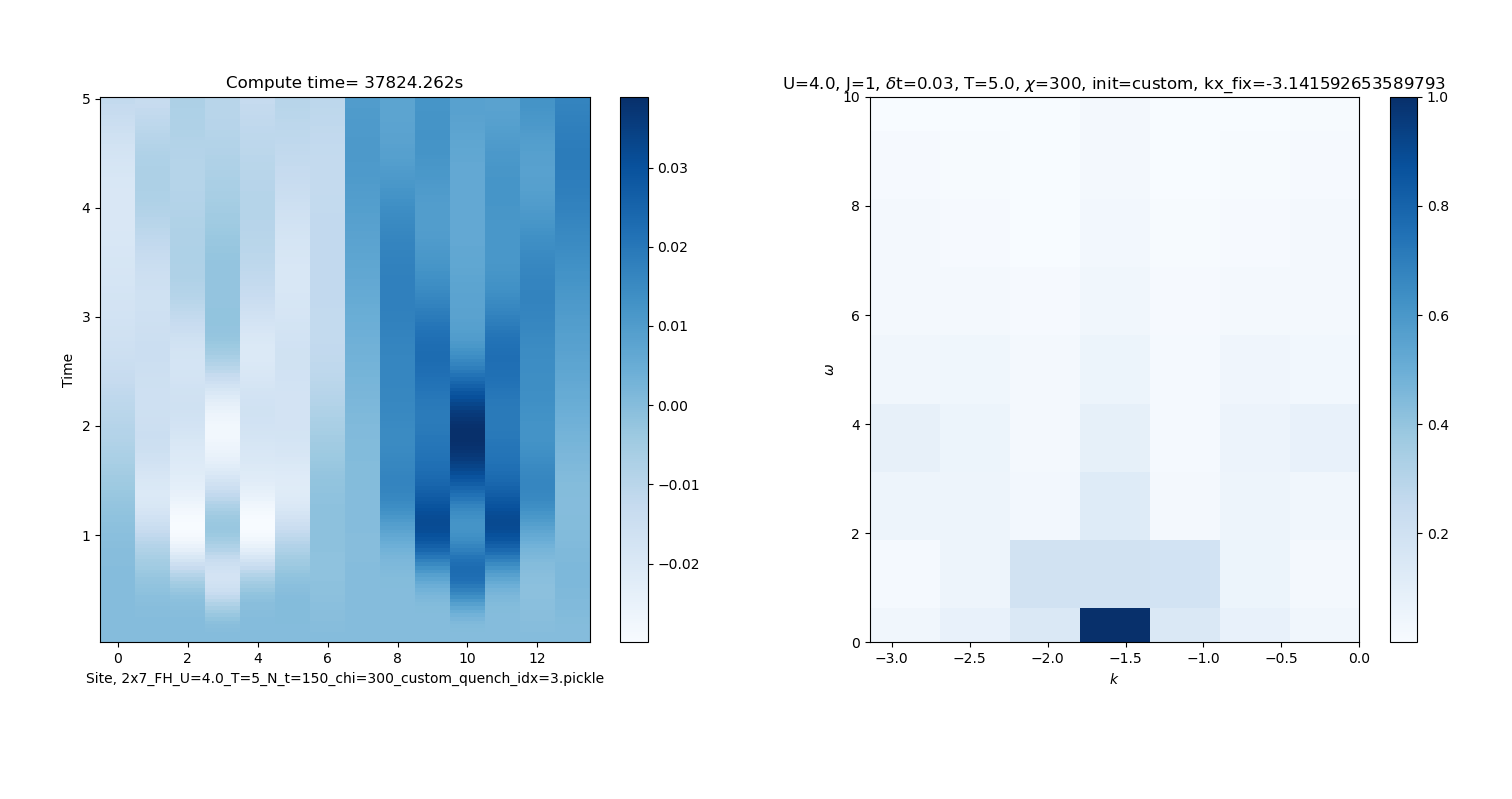 Compute time= 37824.262s
5
4
3
2
1
Time
0 2 4 6 8 10 12
Site, 2x7_FH_U=4.0_T=5_N_t=150_chi=300_custom_quench_idx=3.pickle
0.03
0.02
0.01
0.00
−0.01
−0.02
U=4.0, J=1, δt=0.03, T=5.0, χ=300, init=custom, kx_fix=-3.141592653589793
10
8
6
4
2
0
ω
−3.0 −2.5 −2.0 −1.5 −1.0 −0.5 0.0
k
1.0
0.8
0.6
0.4
0.2